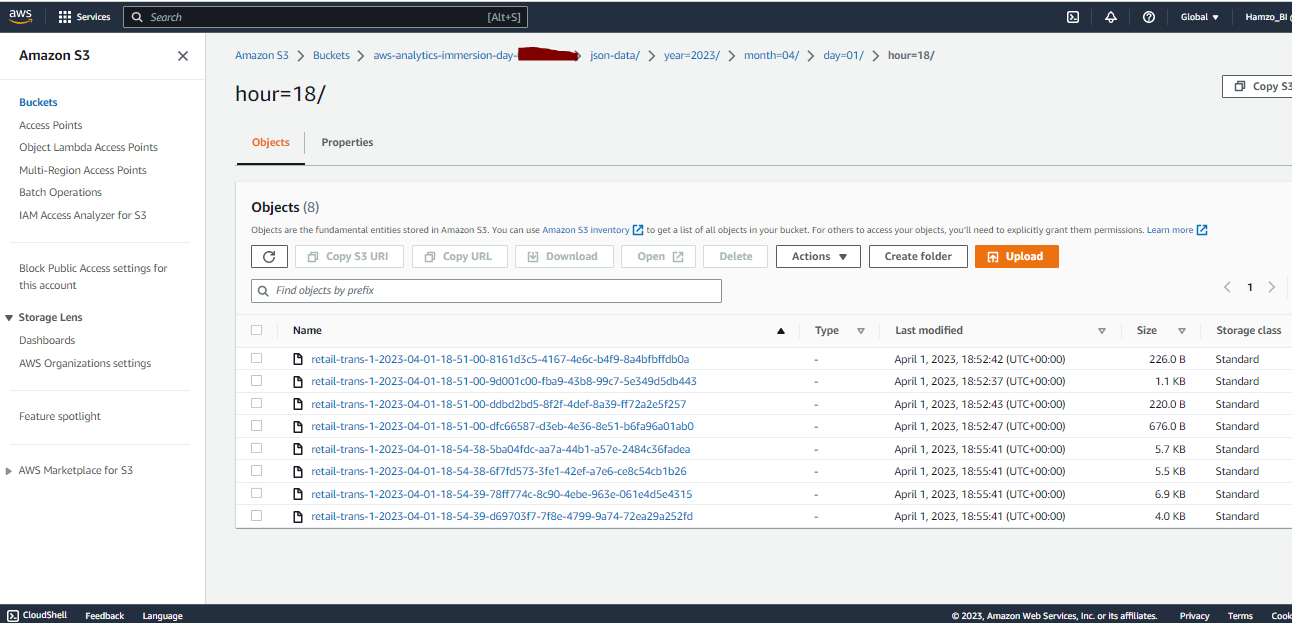 aws Services Search [Alt+S] Global ▼ Hamzo_BI
Amazon S3
Buckets
Access Points
Object Lambda Access Points
Multi-Region Access Points
Batch Operations
IAM Access Analyzer for S3
Block Public Access settings for
this account
Storage Lens
Dashboards
AWS Organizations settings
Feature spotlight
AWS Marketplace for S3
Amazon S3 > Buckets > aws-analytics-immersion-day- > json-data/ > year=2023/ > month=04/ > day=01/ > hour=18/
hour=18/
Copy S3
Objects Properties
Objects (8)
Objects are the fundamental entities stored in Amazon S3. You can use Amazon S3 inventory to get a list of all objects in your bucket. For others to access your objects, you'll need to explicitly grant them permissions. Learn more
Copy S3 URI Copy URL Download Open Delete Actions ▼ Create folder Upload
Find objects by prefix
< 1 >
Name ▲ Type ▽ Last modified ▽ Size ▽ Storage class
retail-trans-1-2023-04-01-18-51-00-8161d3c5-4167-4e6c-b4f9-8a4bfbffdb0a - April 1, 2023, 18:52:42 (UTC+00:00) 226.0 B Standard
retail-trans-1-2023-04-01-18-51-00-9d001c00-fba9-43b8-99c7-5e349d5db443 - April 1, 2023, 18:52:37 (UTC+00:00) 1.1 KB Standard
retail-trans-1-2023-04-01-18-51-00-ddbd2bd5-8f2f-4def-8a39-ff72a2e5f257 - April 1, 2023, 18:52:43 (UTC+00:00) 220.0 B Standard
retail-trans-1-2023-04-01-18-51-00-dfc66587-d3eb-4e36-8e51-b6fa96a01ab0 - April 1, 2023, 18:52:47 (UTC+00:00) 676.0 B Standard
retail-trans-1-2023-04-01-18-54-38-5ba04fdc-aa7a-44b1-a57e-2484c36fadea - April 1, 2023, 18:55:41 (UTC+00:00) 5.7 KB Standard
retail-trans-1-2023-04-01-18-54-38-6f7fd573-3fe1-42ef-a7e6-ce8c54cb1b26 - April 1, 2023, 18:55:41 (UTC+00:00) 5.5 KB Standard
retail-trans-1-2023-04-01-18-54-39-78ff774c-8c90-4ebe-963e-061e4d5e4315 - April 1, 2023, 18:55:41 (UTC+00:00) 6.9 KB Standard
retail-trans-1-2023-04-01-18-54-39-d69703f7-7f8e-4799-9a74-72ea29a252fd - April 1, 2023, 18:55:41 (UTC+00:00) 4.0 KB Standard
CloudShell Feedback Language © 2023, Amazon Web Services, Inc. or its affiliates. Privacy Terms Cook